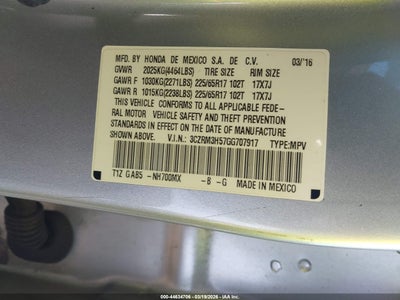 MFD. BY HONDA DE MEXICO S.A. DE C.V. 03/'16
GVWR 2025KG(4464LBS) TIRE SIZE RIM SIZE
GAWR F 1030KG(2271LBS) 225/65R17 102T 17X7J
GAWR R 1015KG(2238LBS) 225/65R17 102T 17X7J
THIS VEHICLE CONFORMS TO ALL APPLICABLE FEDE-
RAL MOTOR VEHICLE SAFETY AND THEFT PREVENTION
STANDARDS IN EFFECT ON THE DATE OF MANUFACTURE
SHOWN ABOVE. V.I.N.: 3CZRM3H57GG707917 TYPE:MPV
T1Z GAB5 -NH700MX -B -G MADE IN MEXICO
000-44634706 - 03/19/2026 - IAA Inc.